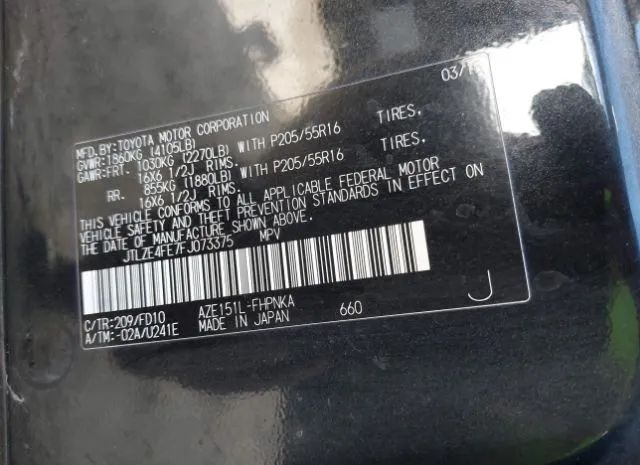 03/1
MFD.BY:TOYOTA MOTOR CORPORATION
GVWR:1860KG (4105LB)
GAWR:FRT. 1030KG (2270LB) WITH P205/55R16 TIRES,
16X6 1/2J RIMS.
RR. 855KG (1880LB) WITH P205/55R16 TIRES,
16X6 1/2J RIMS.
THIS VEHICLE CONFORMS TO ALL APPLICABLE FEDERAL MOTOR
VEHICLE SAFETY AND THEFT PREVENTION STANDARDS IN EFFECT ON
THE DATE OF MANUFACTURE SHOWN ABOVE.
JTLZE4FE7FJ073375 MPV
C/TR:209/FD10 AZE151L-FHPNKA
A/TM:-02A/U241E MADE IN JAPAN 660 J